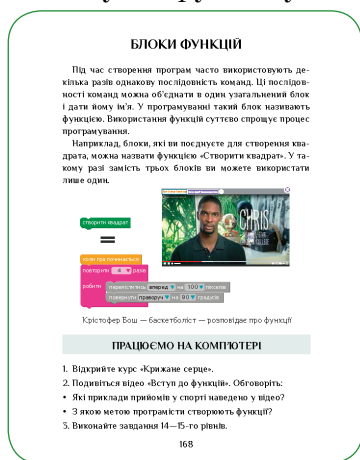 БЛОКИ ФУНКЦІЙ
Під час створення програм часто використовують де-
кілька разів однакову послідовність команд. Ці послідов-
ності команд можна об'єднати в один узагальнений блок
і дати йому ім'я. У програмуванні такий блок називають
функцією. Використання функцій суттєво спрощує процес
програмування.
Наприклад, блоки, які ви поєднуєте для створення ква-
драта, можна назвати функцією «Створити квадрат». У та-
кому разі замість трьох блоків ви можете використати
лише один.
створити квадрат
=
коли гра починається
повторити 4 разів
робити переместитись вперед на 100 пікселів
повернути праворуч на 90 градусів
CHRIS
COLLEGE
Крістофер Бош — баскетболіст — розповідає про функції
ПРАЦЮЄМО НА КОМП'ЮТЕРІ
1. Відкрийте курс «Крижане серце».
2. Подивіться відео «Вступ до функцій». Обговоріть:
• Які приклади прийомів у спорті наведено у відео?
• З якою метою програмісти створюють функції?
3. Виконайте завдання 14—15-го рівнів.
168